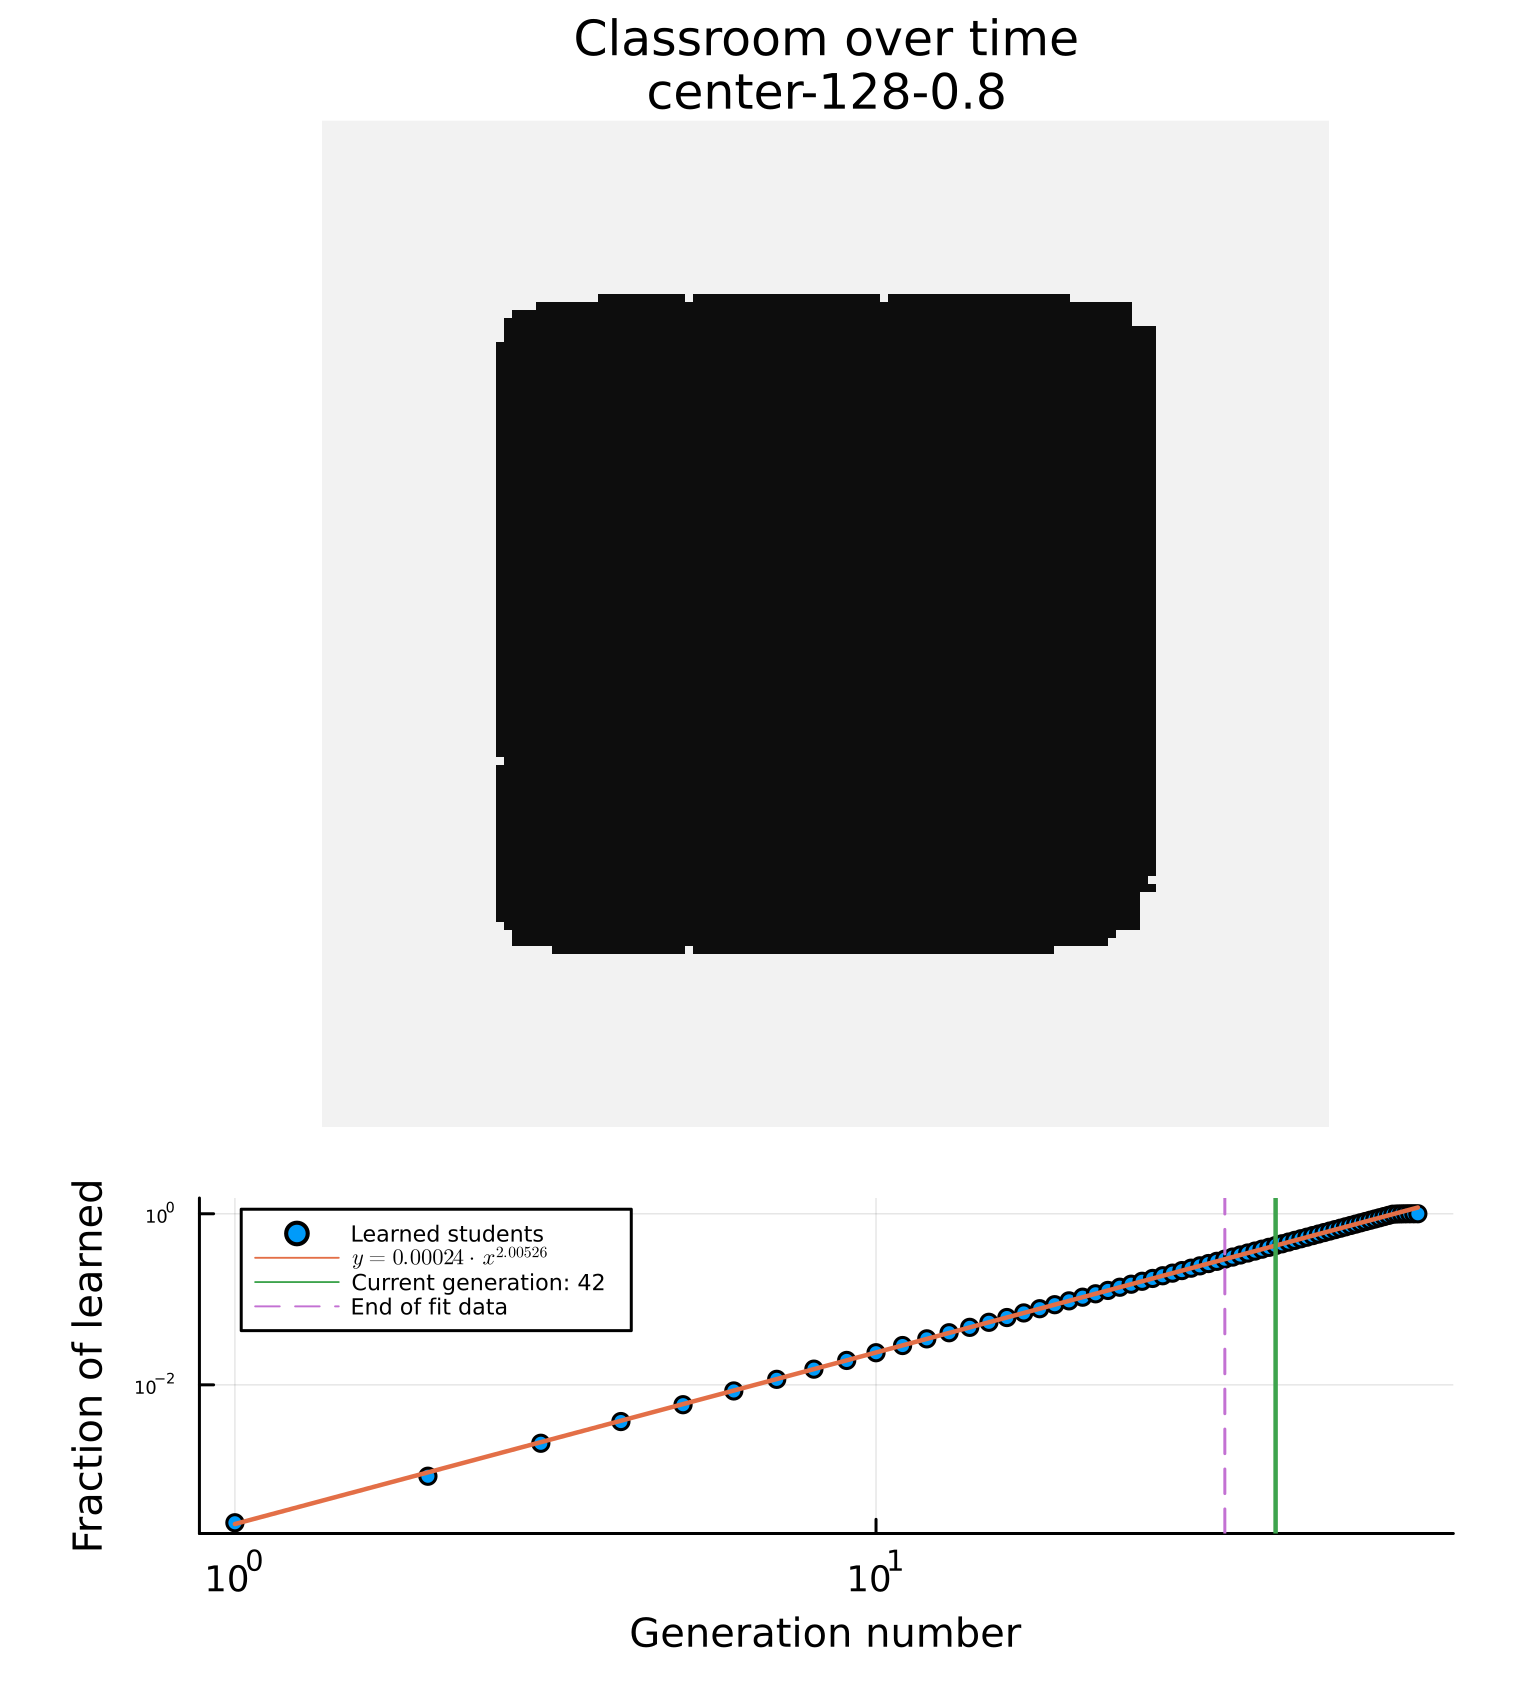 Classroom over time
center-128-0.8
Fraction of learned
10^0
10^-2
Learned students
y = 0.00024 · x^2.00526
Current generation: 42
End of fit data
10^0
10^1
Generation number